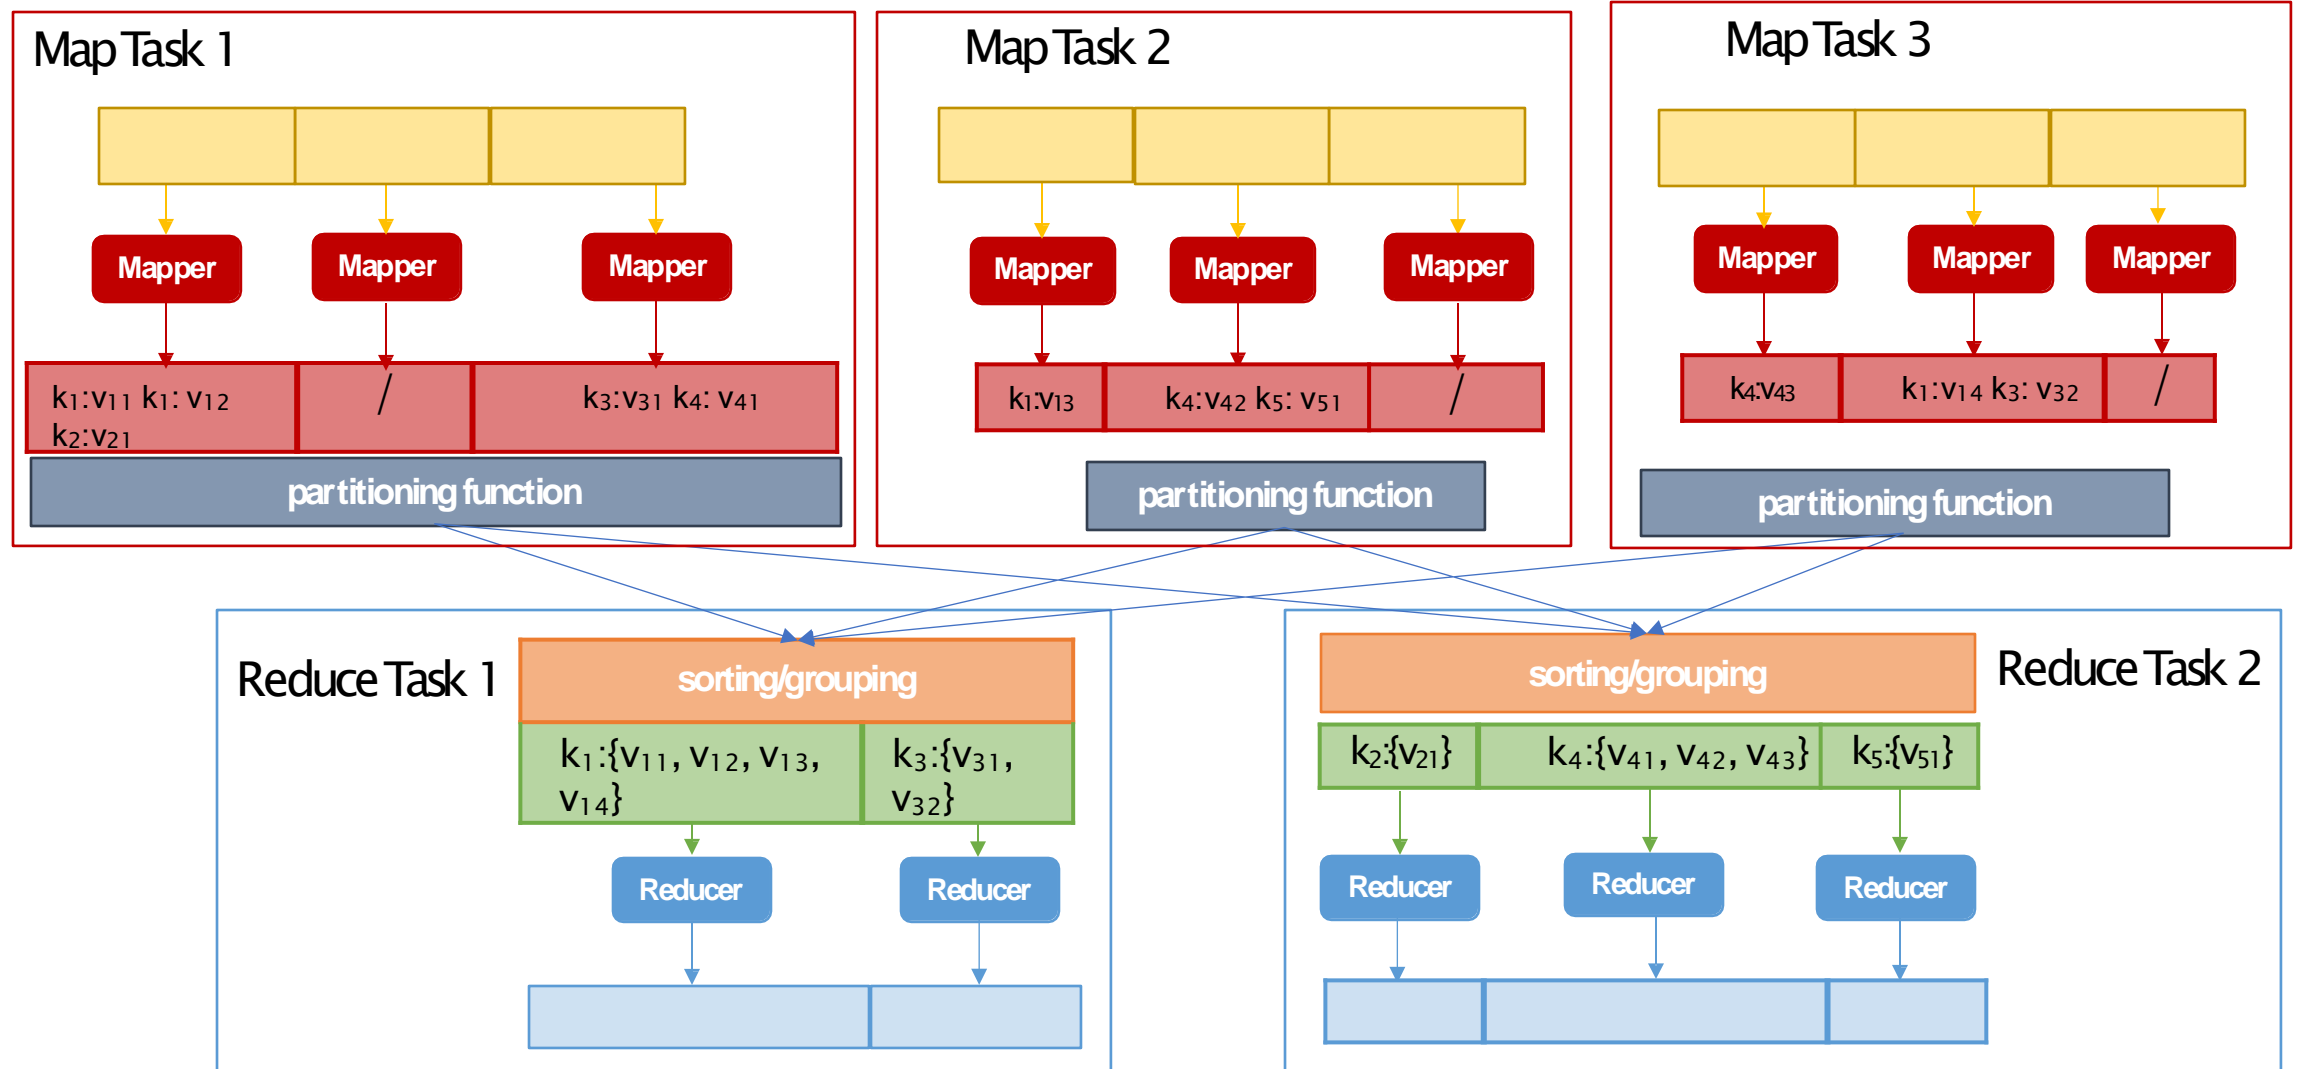 Map Task 1
Map Task 2
Map Task 3
Mapper
Mapper
Mapper
Mapper
Mapper
Mapper
Mapper
Mapper
Mapper
k₁:v₁₁ k₁: v₁₂
k₂:v₂₁
/
k₃:v₃₁ k₄: v₄₁
k₁:v₁₃
k₄:v₄₂ k₅: v₅₁
/
k₄:v₄₃
k₁:v₁₄ k₃: v₃₂
/
partitioning function
partitioning function
partitioning function
Reduce Task 1
sorting/grouping
k₁:{v₁₁, v₁₂, v₁₃,
v₁₄}
k₃:{v₃₁,
v₃₂}
Reducer
Reducer
sorting/grouping
Reduce Task 2
k₂:{v₂₁}
k₄:{v₄₁, v₄₂, v₄₃}
k₅:{v₅₁}
Reducer
Reducer
Reducer